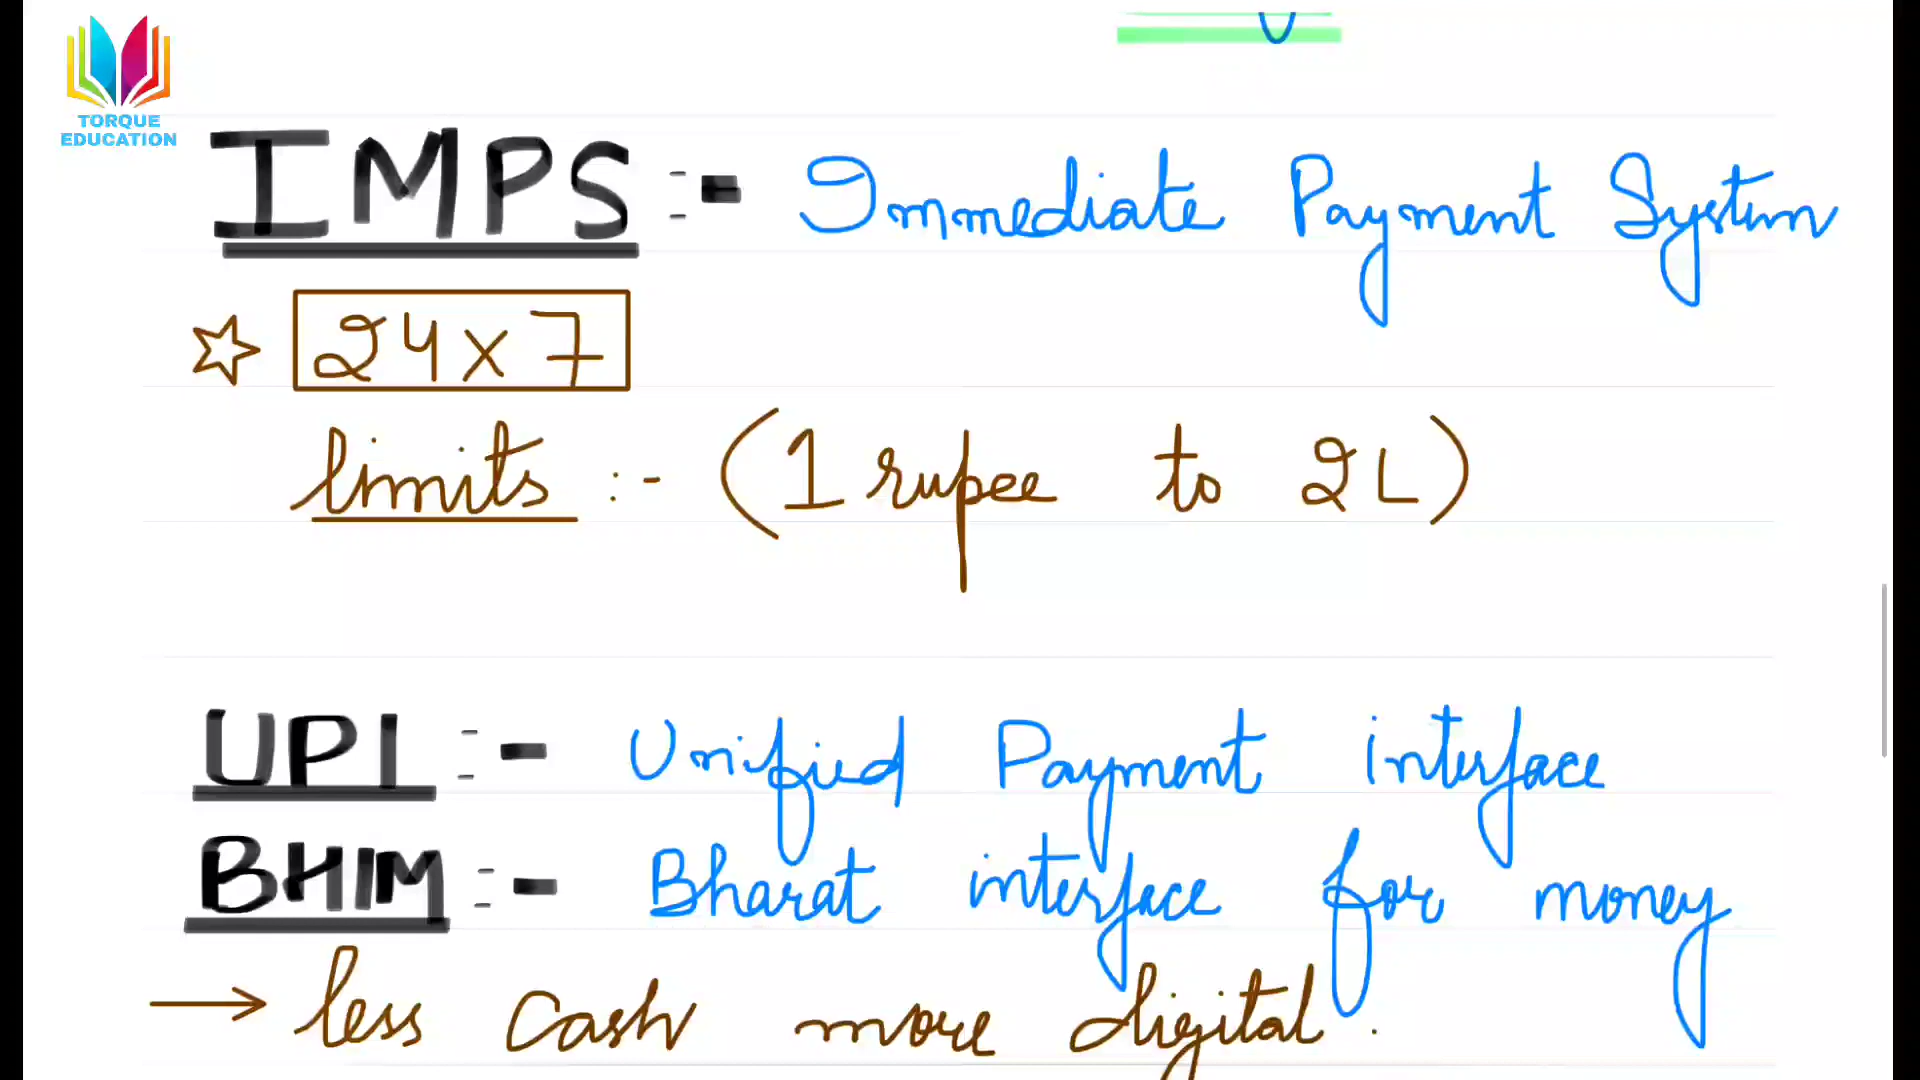 TORQUE
EDUCATION
IMPS :- Immediate Payment System
☆ 24x7
limits :- (1 rupee to 2L)
UPI :- Unified Payment interface
BHIM :- Bharat interface for money
→ less cash more digital.